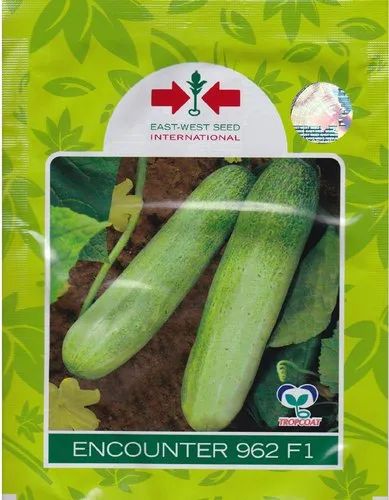 EAST-WEST SEED
INTERNATIONAL
TROPCOAT
ENCOUNTER 962 F1